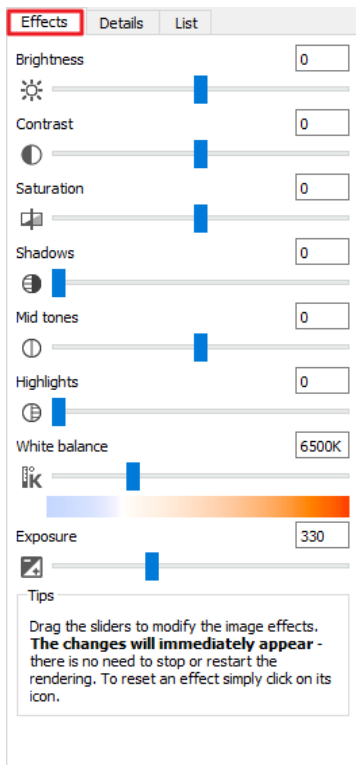 Effects Details List
Brightness 0
Contrast 0
Saturation 0
Shadows 0
Mid tones 0
Highlights 0
White balance 6500K
K
Exposure 330
Tips
Drag the sliders to modify the image effects.
The changes will immediately appear -
there is no need to stop or restart the
rendering. To reset an effect simply click on its
icon.